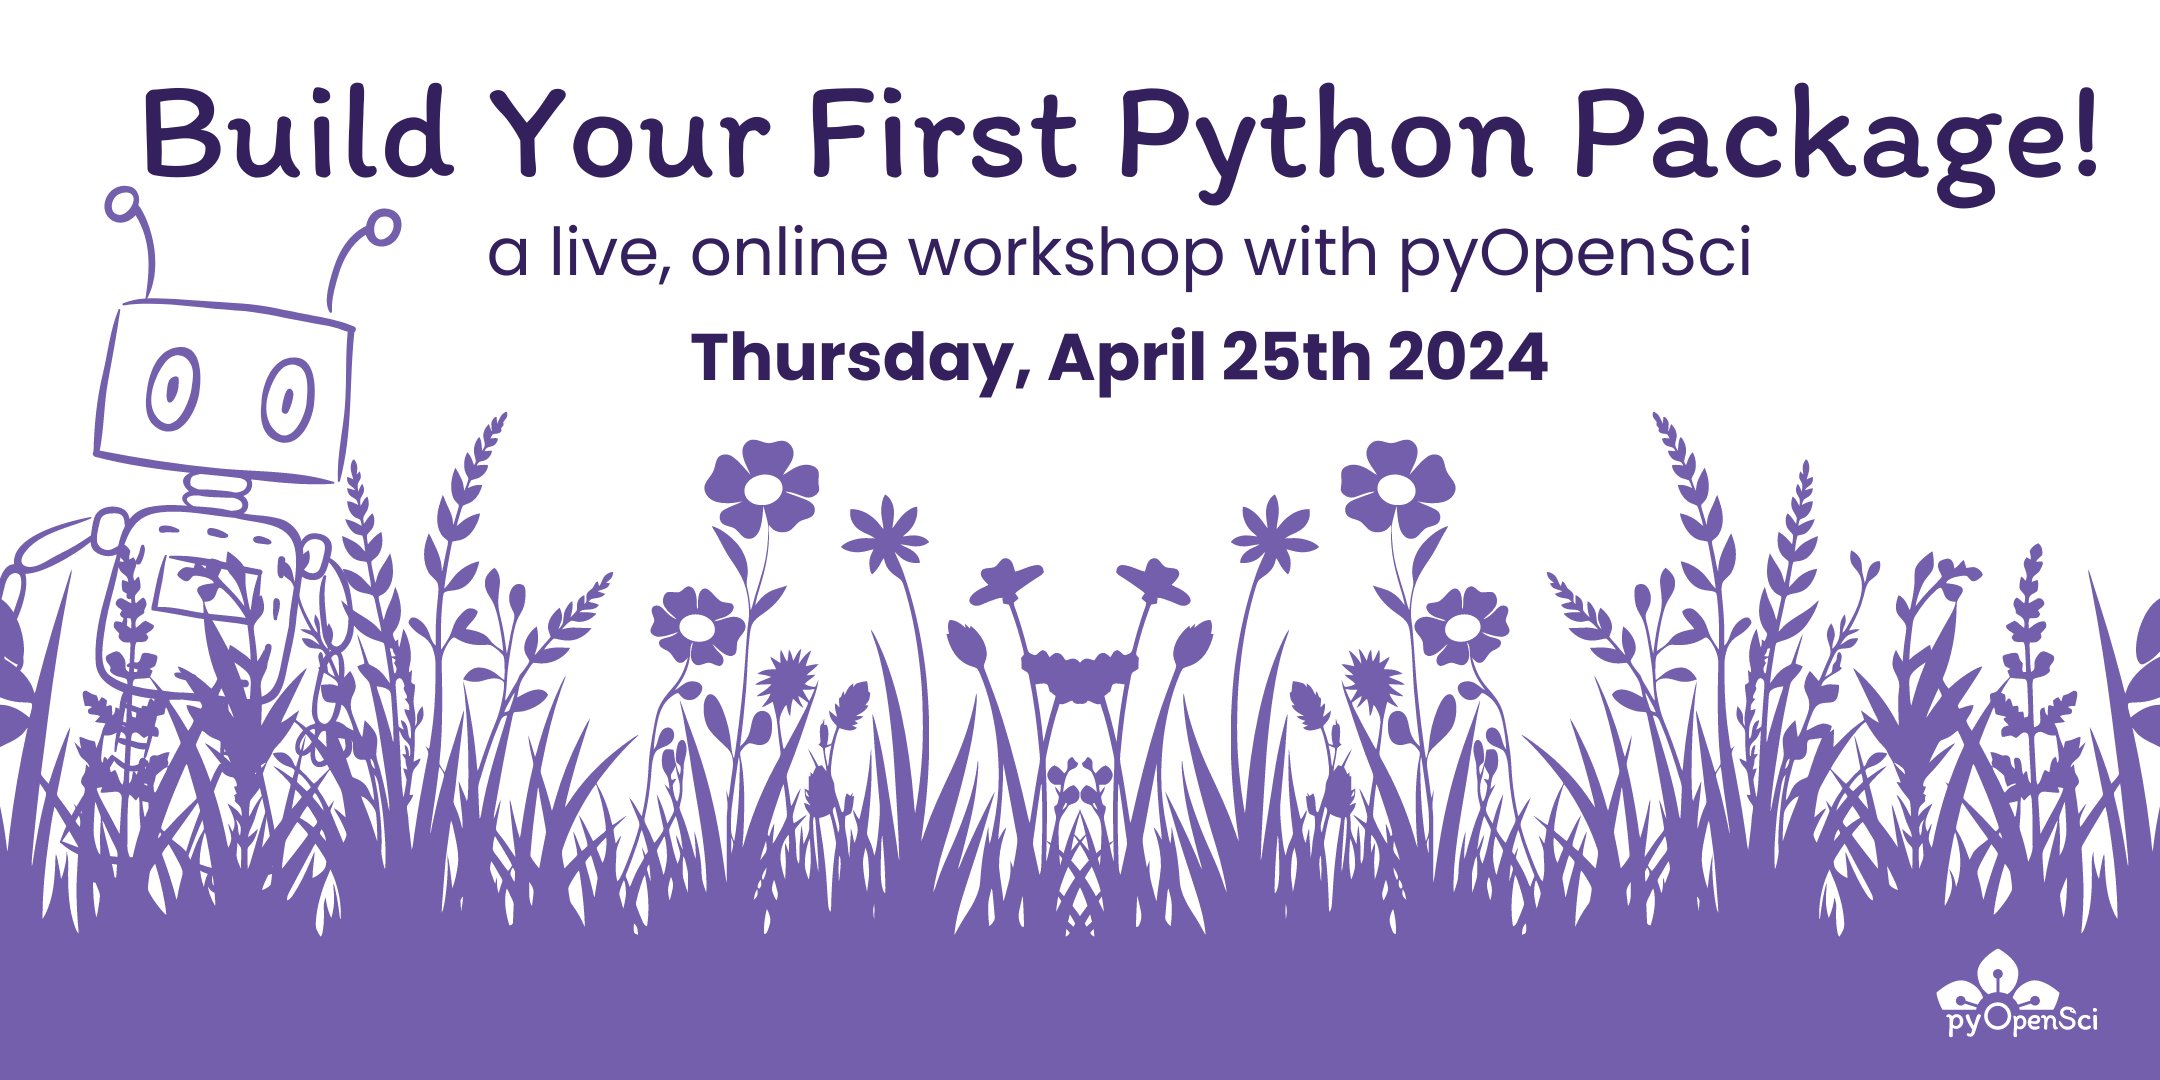 Build Your First Python Package!
a live, online workshop with pyOpenSci
Thursday, April 25th 2024
pyOpenSci